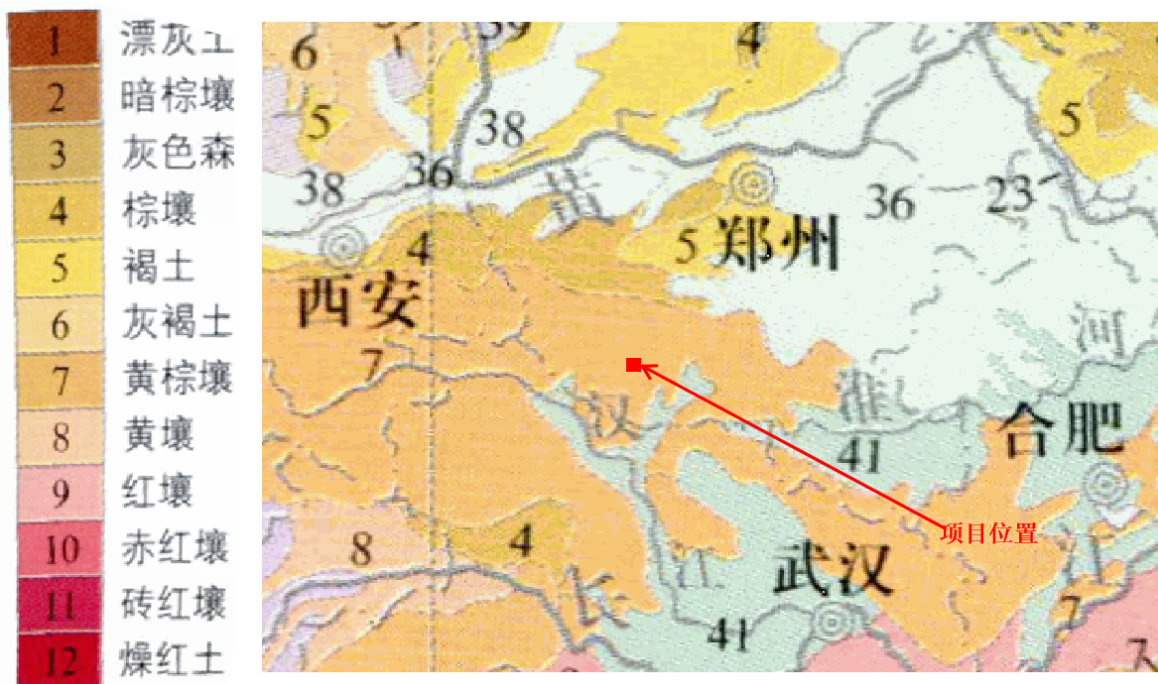 1 漂灰土
2 暗棕壤
3 灰色森
4 棕壤
5 褐土
6 灰褐土
7 黄棕壤
8 黄壤
9 红壤
10 赤红壤
11 砖红壤
12 燥红土
39
6
4
5
38
5
38
36
黄
36
23
4
5
郑州
西安
河
7
汉
淮
合肥
41
项目位置
8
4
武汉
长
江
江
7
41